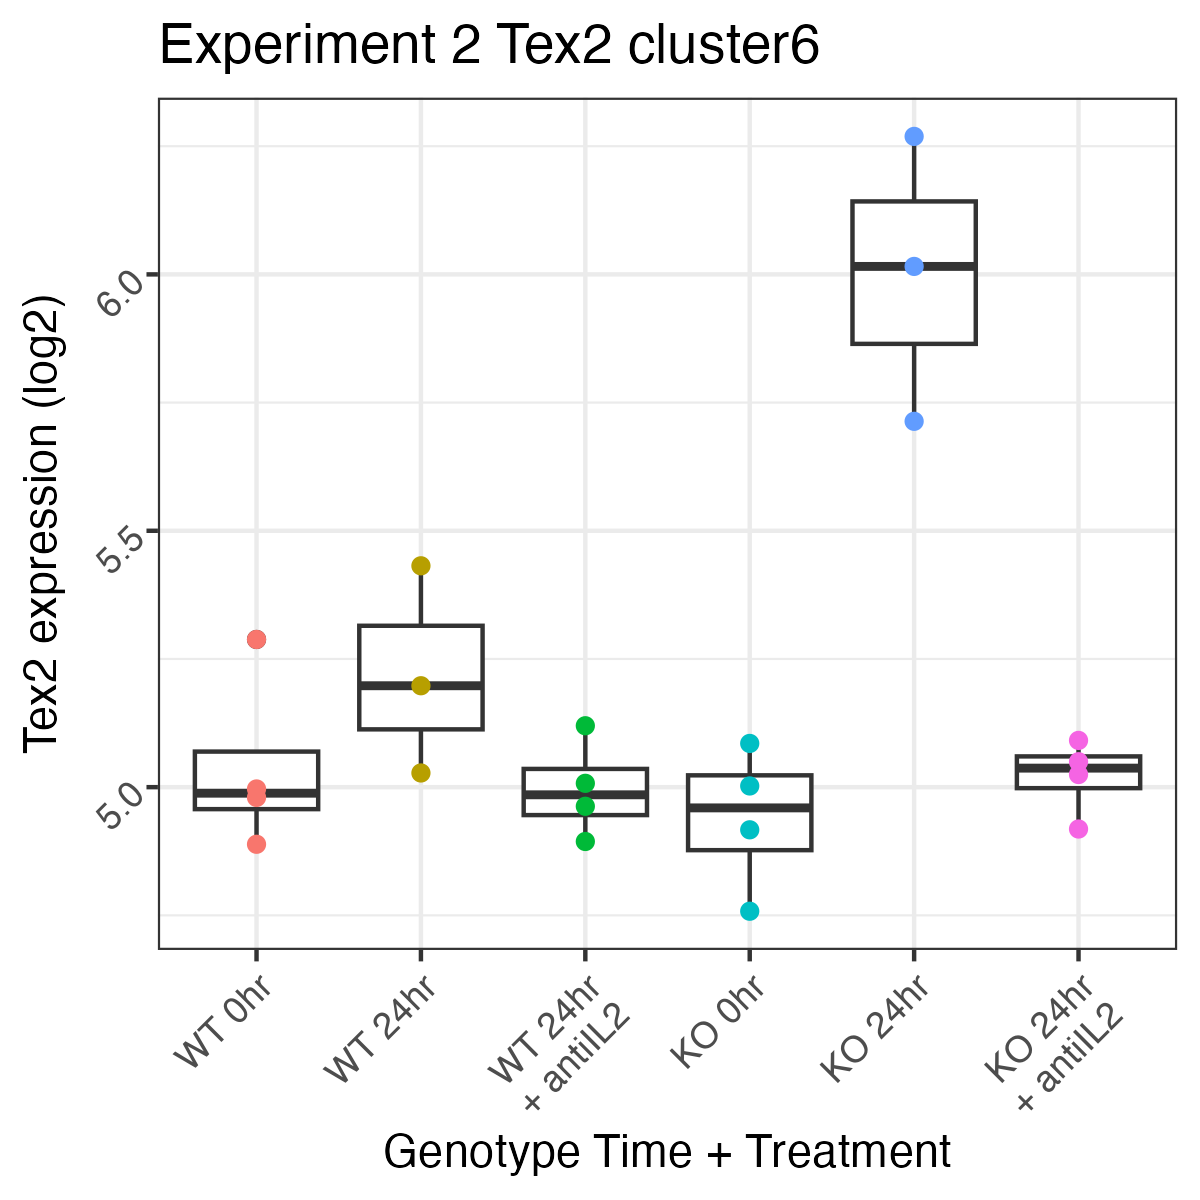 Experiment 2 Tex2 cluster6
Tex2 expression (log2)
6.0
5.5
5.0
WT 0hr
WT 24hr
WT 24hr
+ antiIL2
KO 0hr
KO 24hr
KO 24hr
+ antiIL2
Genotype Time + Treatment